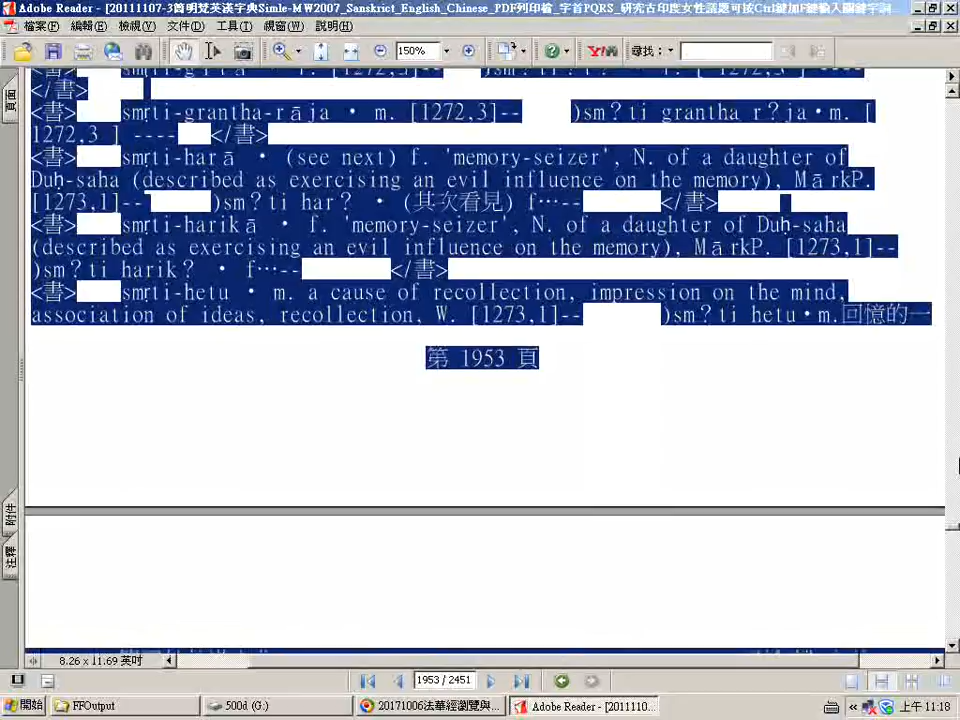 Adobe Reader - [20111107-3簡明梵英漢字典Simle-MW2007_Sanskrict_English_Chinese_PDF列印檔_字首PQRS_研究古印度女性議題可按Ctrl鍵加F鍵輸入關鍵字詞
檔案(F) 編輯(E) 檢視(V) 文件(D) 工具(T) 視窗(W) 說明(H)
150% 尋找:
頁面
</書>
<書> smṛti-grantha-rāja · m. [1272,3]-- )sm?ti grantha r?ja·m. [
1272,3 ] ---- </書>
<書> smṛti-harā · (see next) f. 'memory-seizer', N. of a daughter of
Duḥ-saha (described as exercising an evil influence on the memory), MārkP.
[1273,1]-- )sm?ti har? · (其次看見) f…-- </書>
<書> smṛti-harikā · f. 'memory-seizer', N. of a daughter of Duḥ-saha
(described as exercising an evil influence on the memory), MārkP. [1273,1]--
)sm?ti harik? · f…-- </書>
<書> smṛti-hetu · m. a cause of recollection, impression on the mind,
association of ideas, recollection, W. [1273,1]-- )sm?ti hetu·m.回憶的一
第 1953 頁
附件
注釋
8.26 x 11.69 英吋
1953 / 2451
開始 FFOutput 500d (G:) 20171006法華經瀏覽與... Adobe Reader - [2011110... 上午 11:18